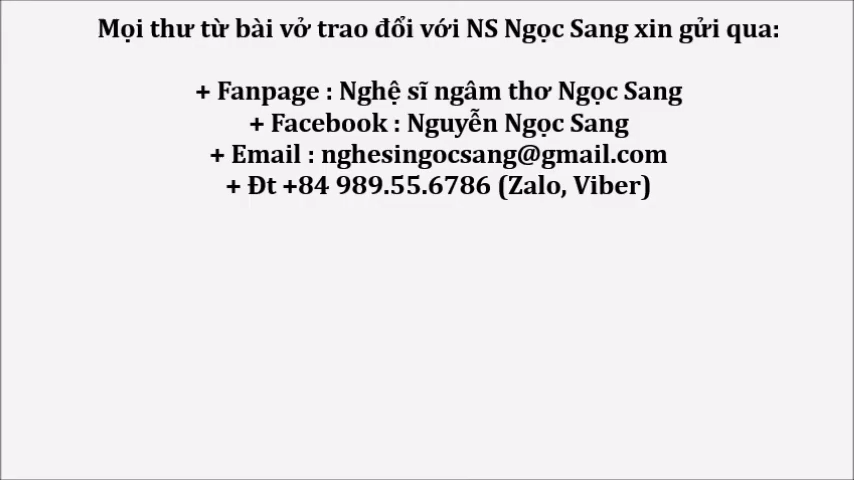 Mọi thư từ bài vở trao đổi với NS Ngọc Sang xin gửi qua:
+ Fanpage : Nghệ sĩ ngâm thơ Ngọc Sang
+ Facebook : Nguyễn Ngọc Sang
+ Email : nghesingocsang@gmail.com
+ Đt +84 989.55.6786 (Zalo, Viber)